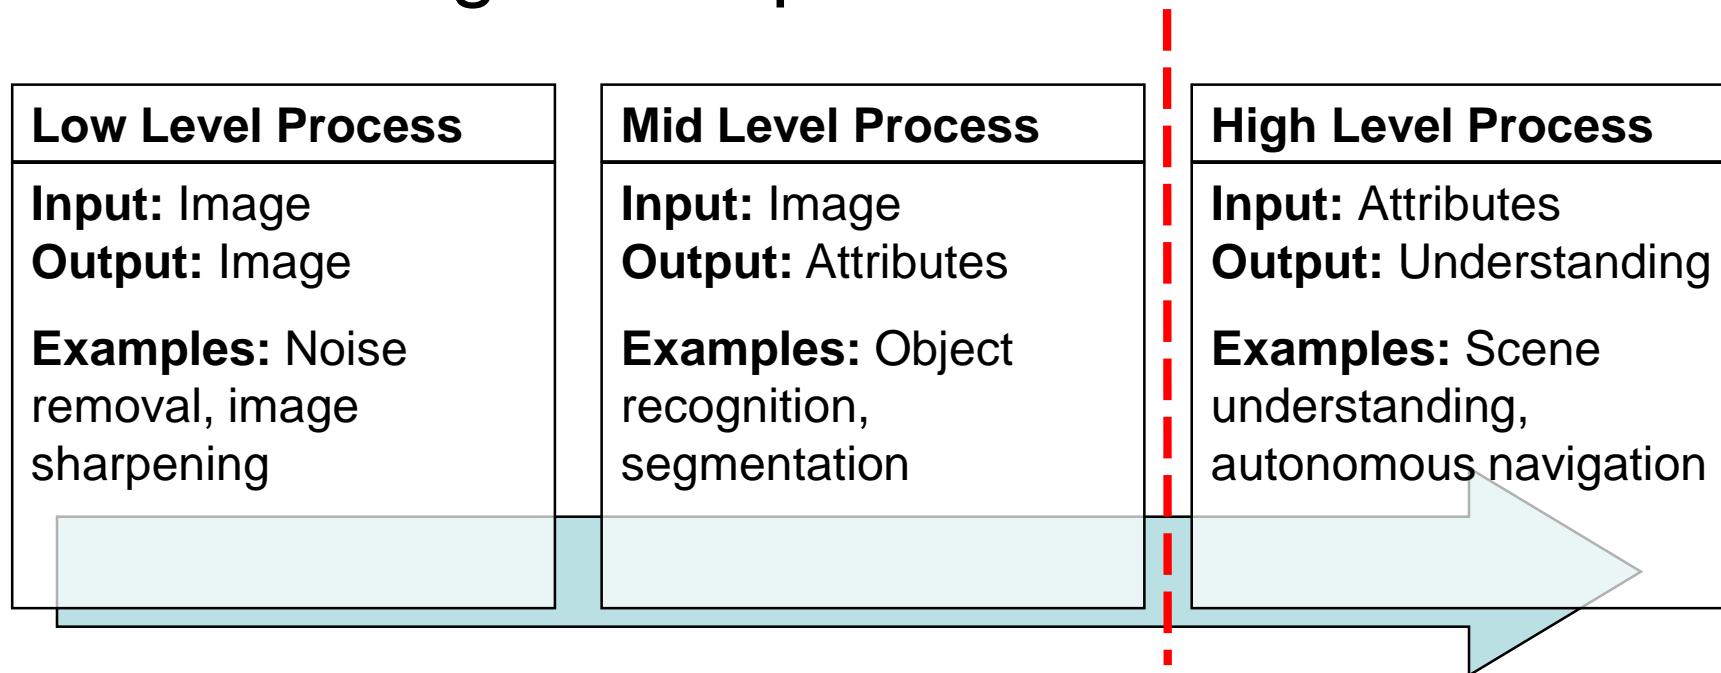 Low Level Process
Input: Image
Output: Image
Examples: Noise
removal, image
sharpening
Mid Level Process
Input: Image
Output: Attributes
Examples: Object
recognition,
segmentation
High Level Process
Input: Attributes
Output: Understanding
Examples: Scene
understanding,
autonomous navigation